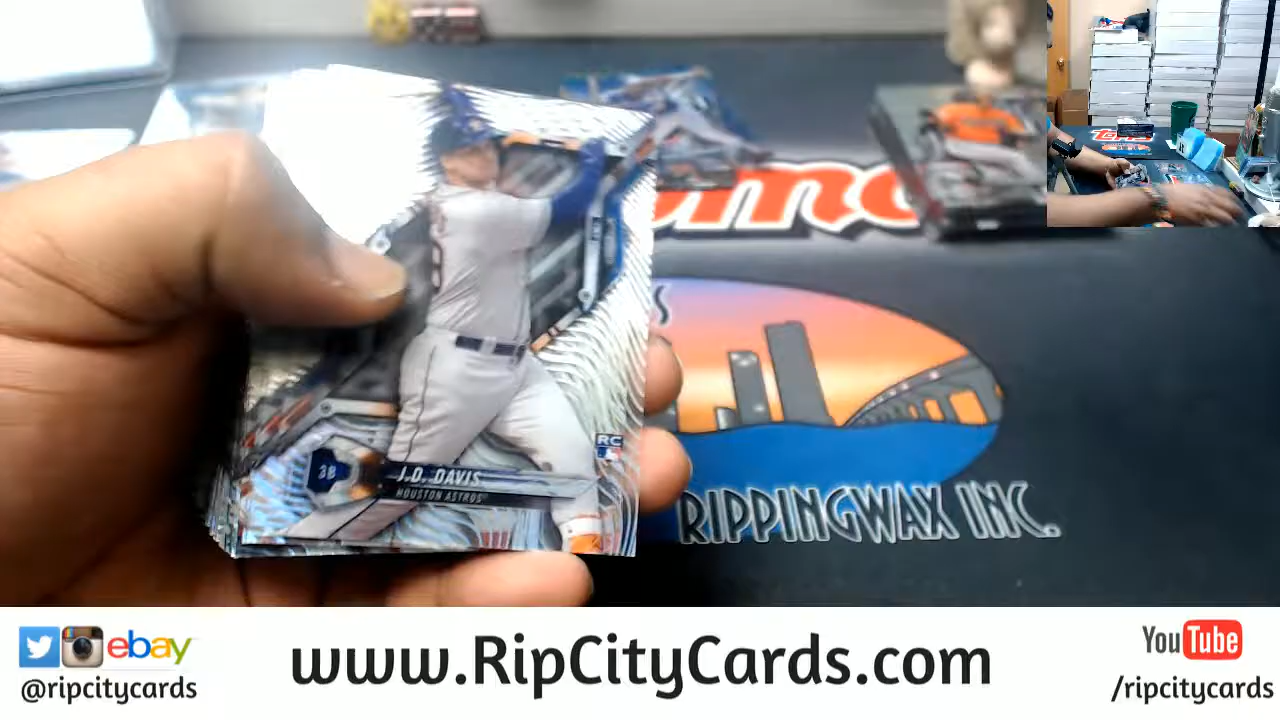 RC
3B
J.D. DAVIS
HOUSTON ASTROS
RIPPINGWAX INC.
ebay
@ripcitycards
www.RipCityCards.com
YouTube
/ripcitycards